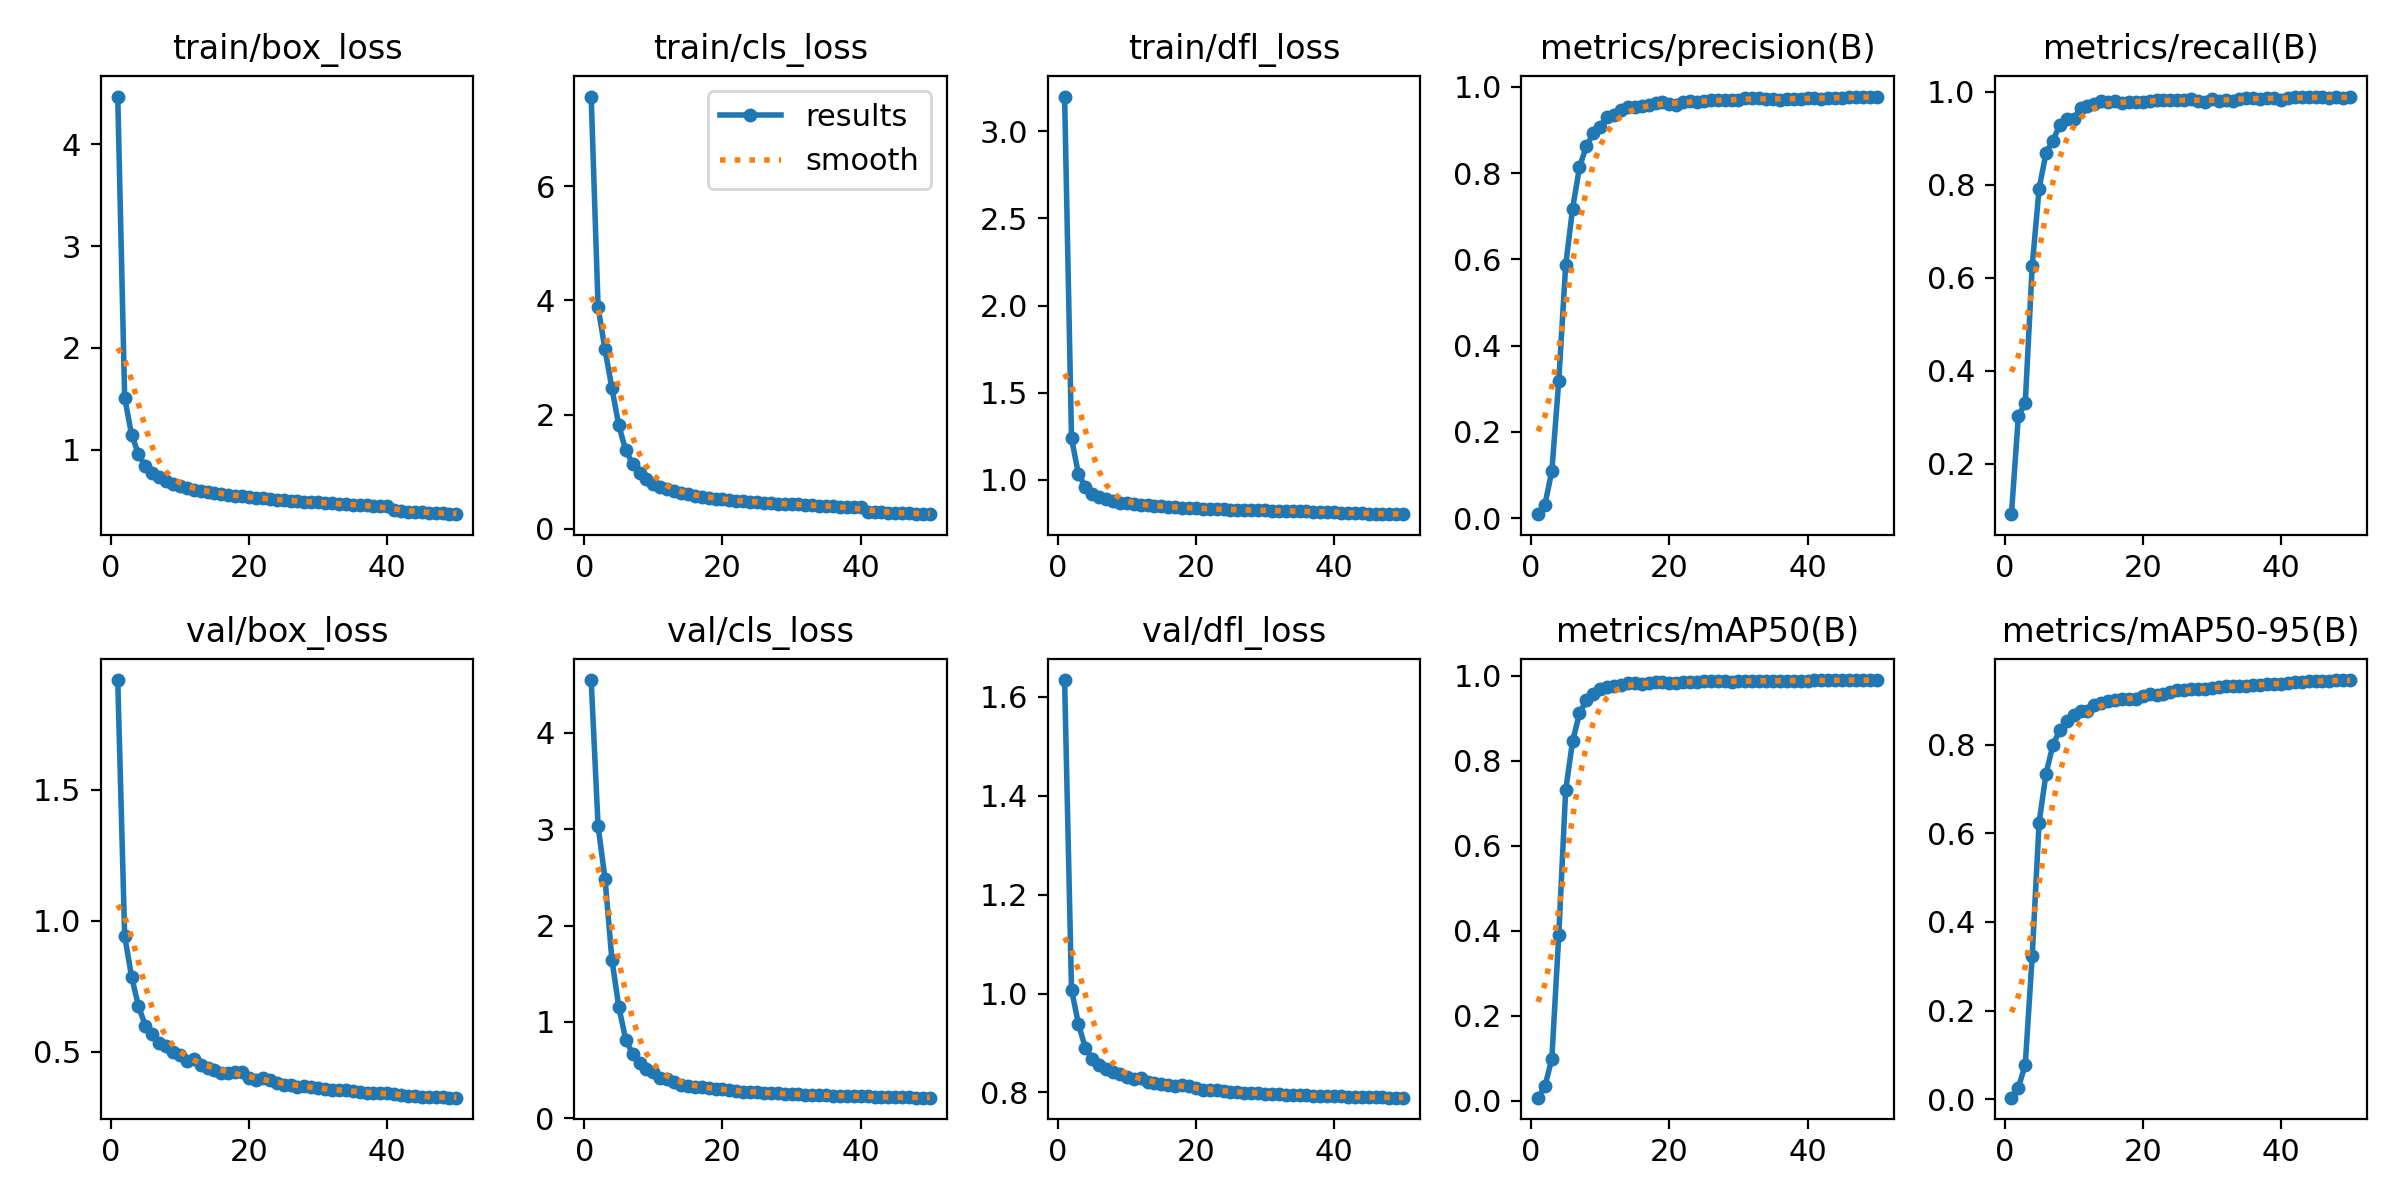 train/box_loss
4
3
2
1
0 20 40
train/cls_loss
results
smooth
6
4
2
0
0 20 40
train/dfl_loss
3.0
2.5
2.0
1.5
1.0
0 20 40
metrics/precision(B)
1.0
0.8
0.6
0.4
0.2
0.0
0 20 40
metrics/recall(B)
1.0
0.8
0.6
0.4
0.2
0 20 40
val/box_loss
1.5
1.0
0.5
0 20 40
val/cls_loss
4
3
2
1
0
0 20 40
val/dfl_loss
1.6
1.4
1.2
1.0
0.8
0 20 40
metrics/mAP50(B)
1.0
0.8
0.6
0.4
0.2
0.0
0 20 40
metrics/mAP50-95(B)
0.8
0.6
0.4
0.2
0.0
0 20 40